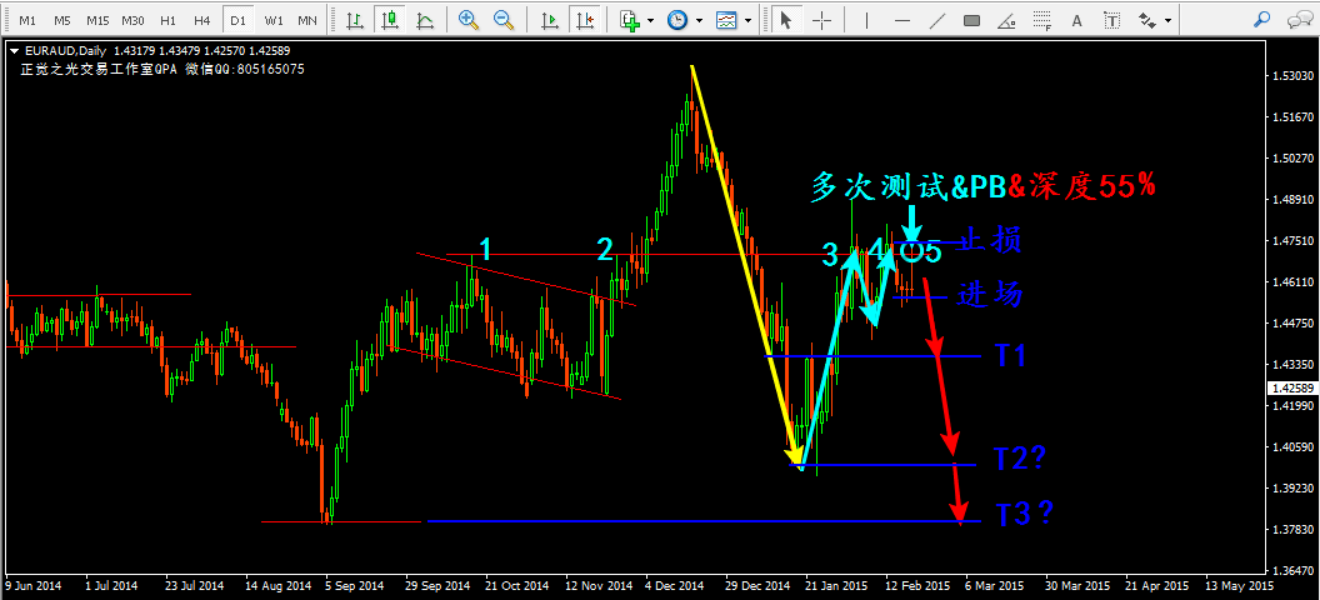 M1 M5 M15 M30 H1 H4 D1 W1 MN A T
EURAUD,Daily 1.43179 1.43479 1.42570 1.42589
正觉之光交易工作室QPA 微信QQ:805165075
1.53030
1.51670
1.50270
多次测试&PB&深度55%
1.48910
1 2 3 4 5 止损
1.47510
1.46110
进场
1.44750
T1
1.43350
1.42589
1.41990
T2?
1.40590
1.39230
T3?
1.37830
1.36470
9 Jun 2014 1 Jul 2014 23 Jul 2014 14 Aug 2014 5 Sep 2014 29 Sep 2014 21 Oct 2014 12 Nov 2014 4 Dec 2014 29 Dec 2014 21 Jan 2015 12 Feb 2015 6 Mar 2015 30 Mar 2015 21 Apr 2015 13 May 2015